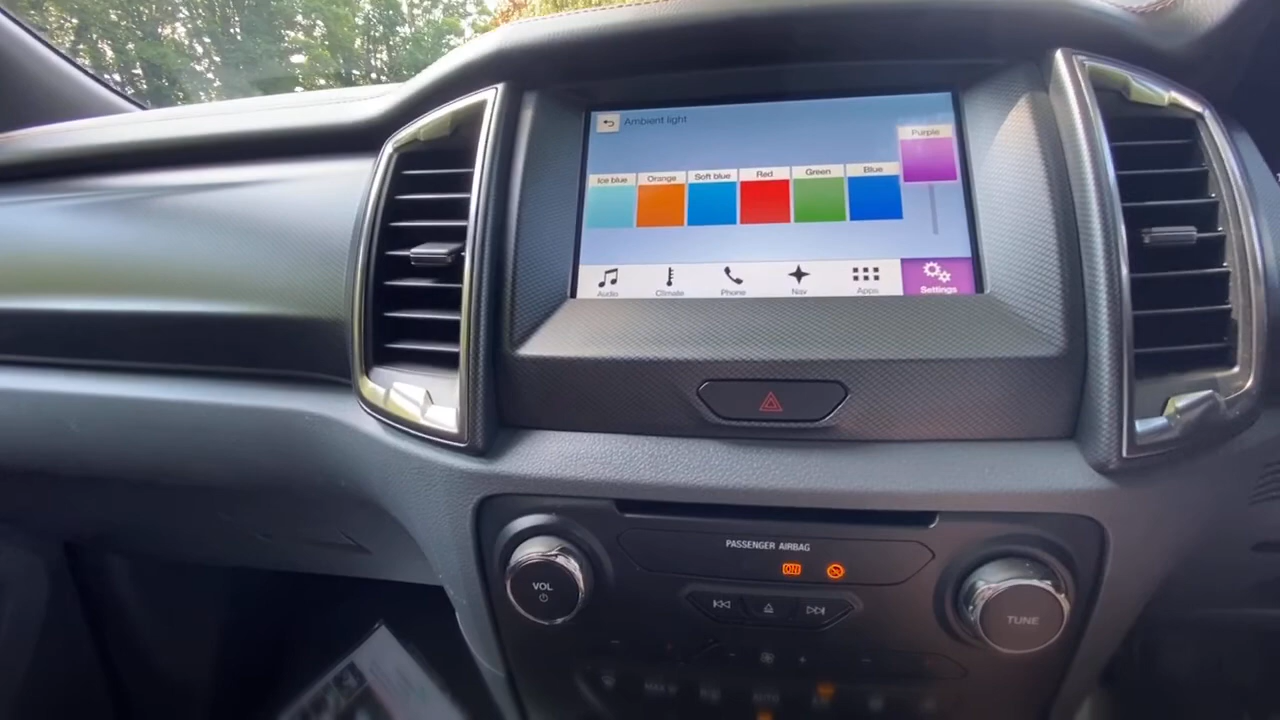 Ambient light
Purple
Ice blue
Orange
Soft blue
Red
Green
Blue
Audio
Climate
Phone
Nav
Apps
Settings
PASSENGER AIRBAG
ON
VOL
TUNE